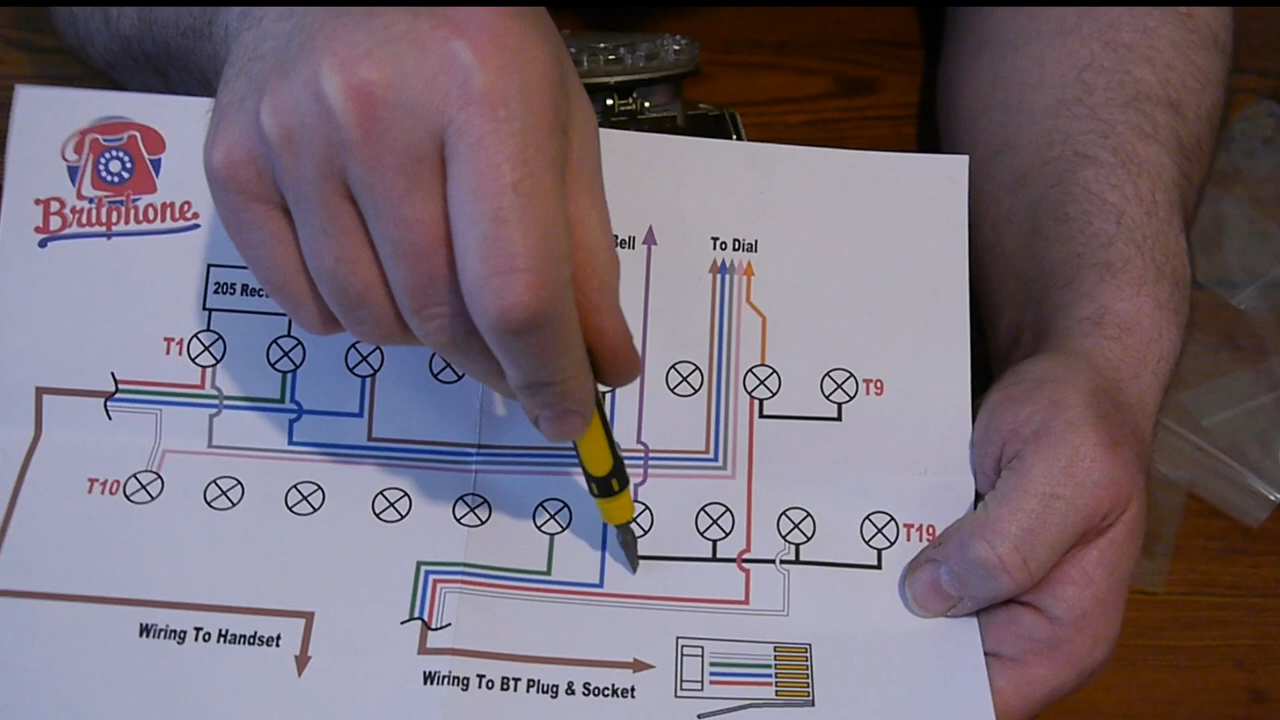 Britphone
Bell
To Dial
205 Rec
T1
T9
T10
T19
Wiring To Handset
Wiring To BT Plug & Socket